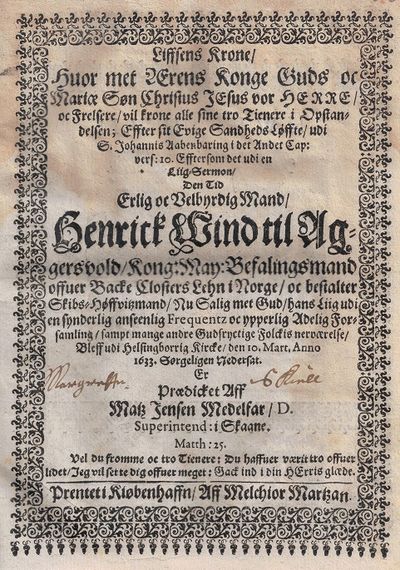 Liffsens Krone/
Huor met Ærens Konge Guds oc
Mariæ Søn Christus JEsus vor HERRE/
oc Frelsere/ vil krone alle sine tro Tienere i Opstan-
delsen; Effter sit Evige Sandheds Løffte/ udi
S. Johannis Aabenbaring i det Andet Cap:
vers: 10. Efftersom det udi en
Liig-Sermon/
Den Tid
Erlig oc Velbyrdig Mand/
Henrick Wind til Ag-
gersvold/ Kong: May: Befalingsmand
offuer Backe Closters Lehn i Norge/ oc bestalter
Skibs-Høffvitzmand/ Nu Salig met Gud/ hans Liig udi
en synderlig anseenlig Frequentz oc ypperlig Adelig For-
samling/ sampt mange andre Gudfryctige Folckis nerværelse/
Bleff udi Helsingborrig Kircke/ den 10. Mart. Anno
1633. Sørgeligen Nedersat.
Er
Prædicket Aff
Matz Jensen Medelfar/ D.
Superintend: i Skaane.
Matth: 25.
Vel du fromme oc tro Tienere: Du haffuer værit tro offuer
lidet/ Jeg vil sette dig offuer meget: Gack ind i din HErris glæde.
Prentet i Kiøbenhaffn/ Aff Melchior Martzan.